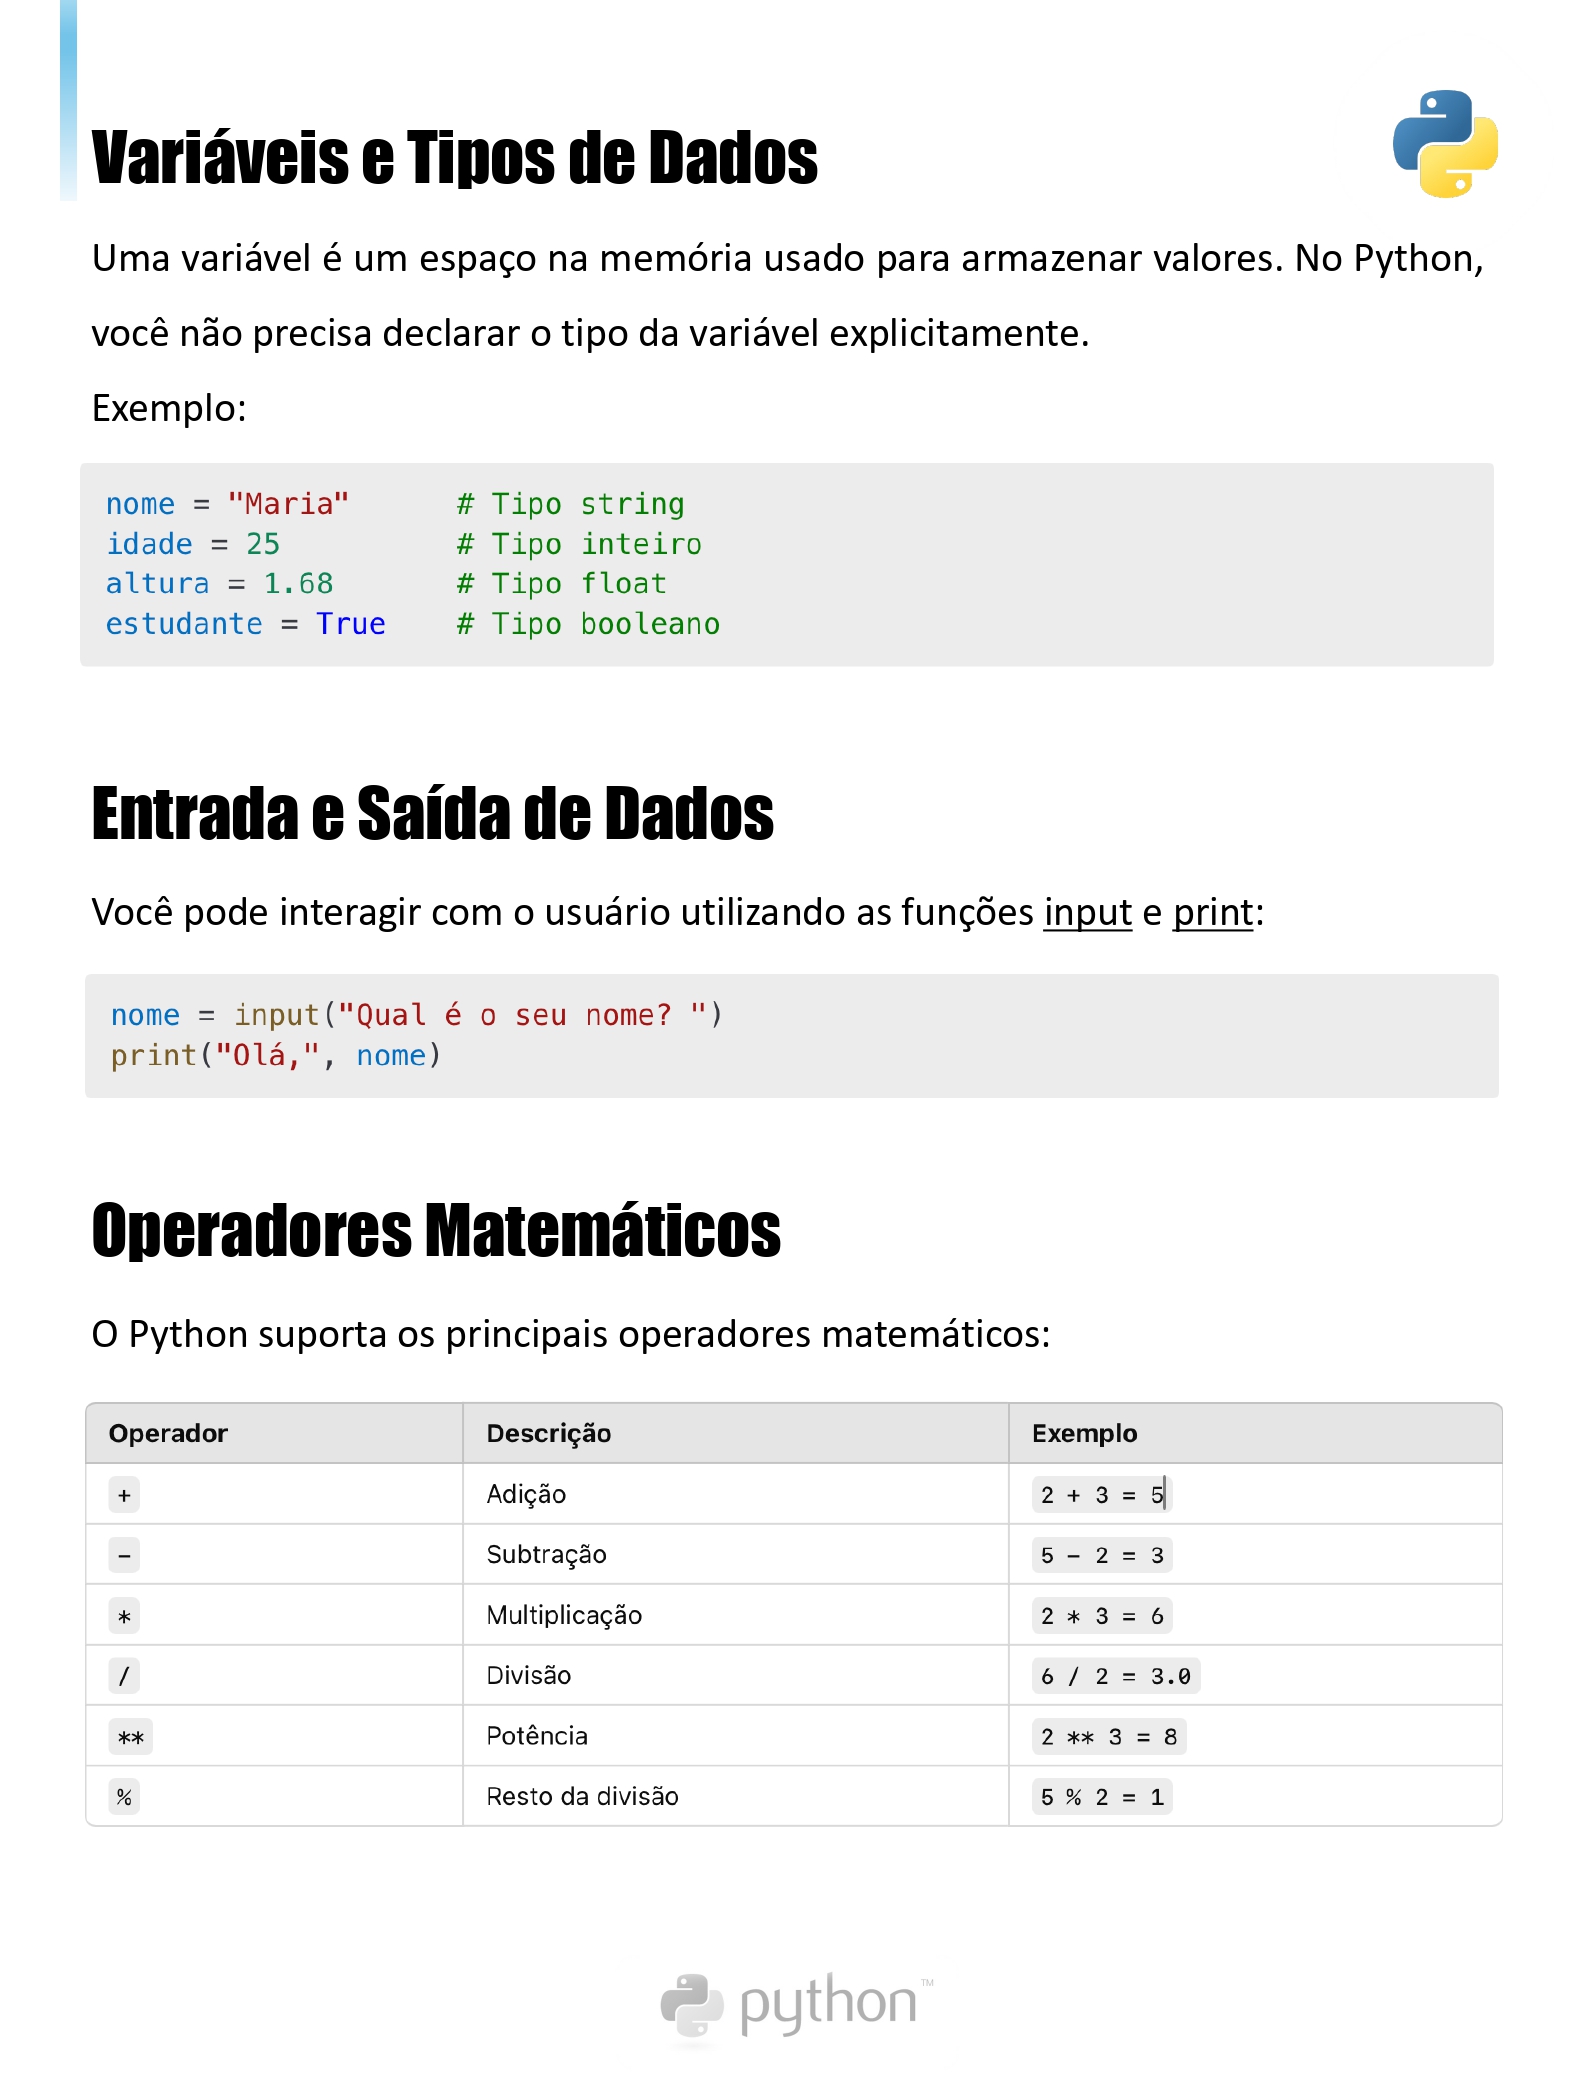 Variáveis e Tipos de Dados
Uma variável é um espaço na memória usado para armazenar valores. No Python,
você não precisa declarar o tipo da variável explicitamente.
Exemplo:
nome = "Maria"      # Tipo string
idade = 25          # Tipo inteiro
altura = 1.68       # Tipo float
estudante = True    # Tipo booleano
Entrada e Saída de Dados
Você pode interagir com o usuário utilizando as funções input e print:
nome = input("Qual é o seu nome? ")
print("Olá,", nome)
Operadores Matemáticos
O Python suporta os principais operadores matemáticos:
Operador Descrição Exemplo
+ Adição 2 + 3 = 5
- Subtração 5 - 2 = 3
* Multiplicação 2 * 3 = 6
/ Divisão 6 / 2 = 3.0
** Potência 2 ** 3 = 8
% Resto da divisão 5 % 2 = 1
python™